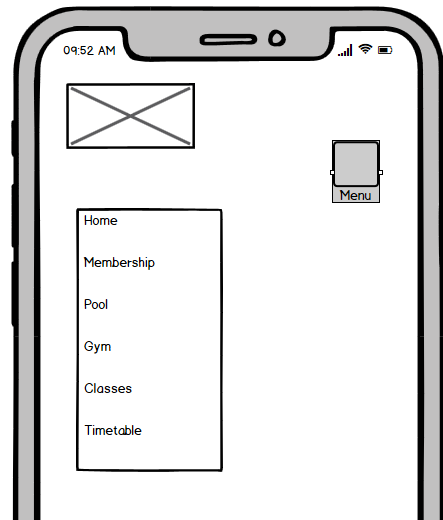 09:52 AM
Menu
Home
Membership
Pool
Gym
Classes
Timetable